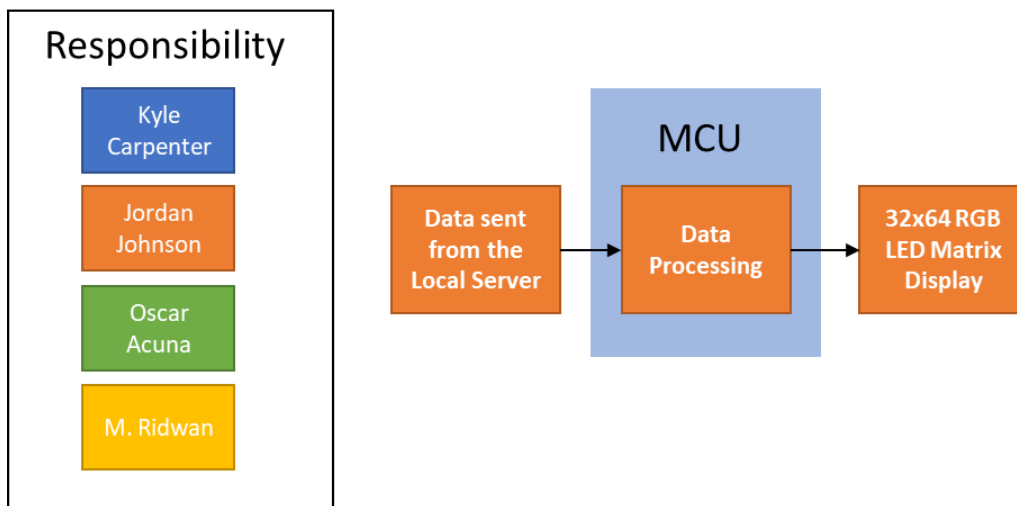 Responsibility
Kyle
Carpenter
Jordan
Johnson
Oscar
Acuna
M. Ridwan
MCU
Data sent
from the
Local Server
Data
Processing
32x64 RGB
LED Matrix
Display